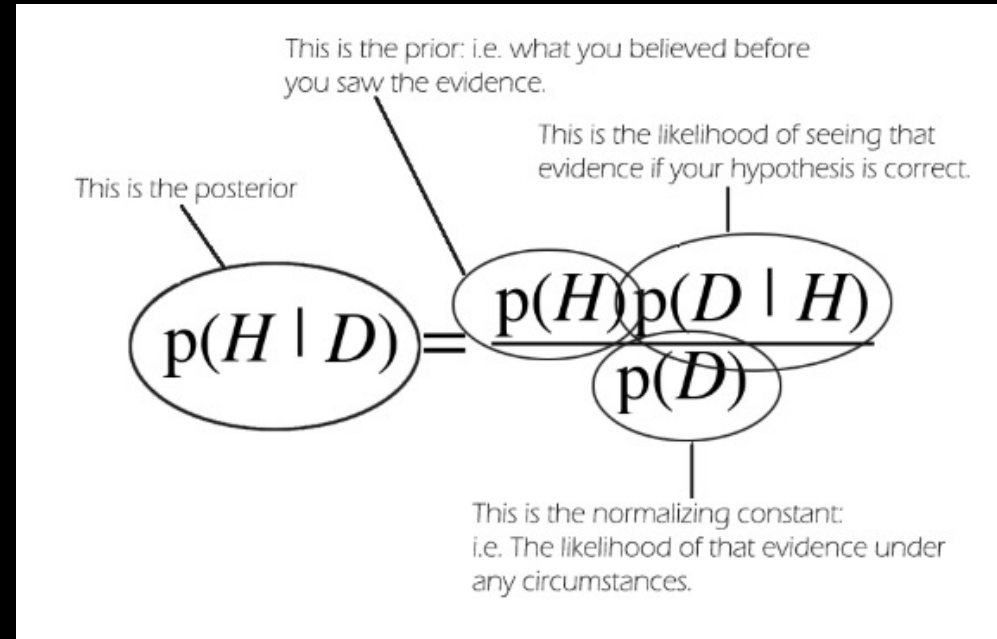 This is the prior: i.e. what you believed before
you saw the evidence.
This is the likelihood of seeing that
evidence if your hypothesis is correct.
This is the posterior
p(H | D) = p(H)p(D | H)
p(D)
This is the normalizing constant:
i.e. The likelihood of that evidence under
any circumstances.